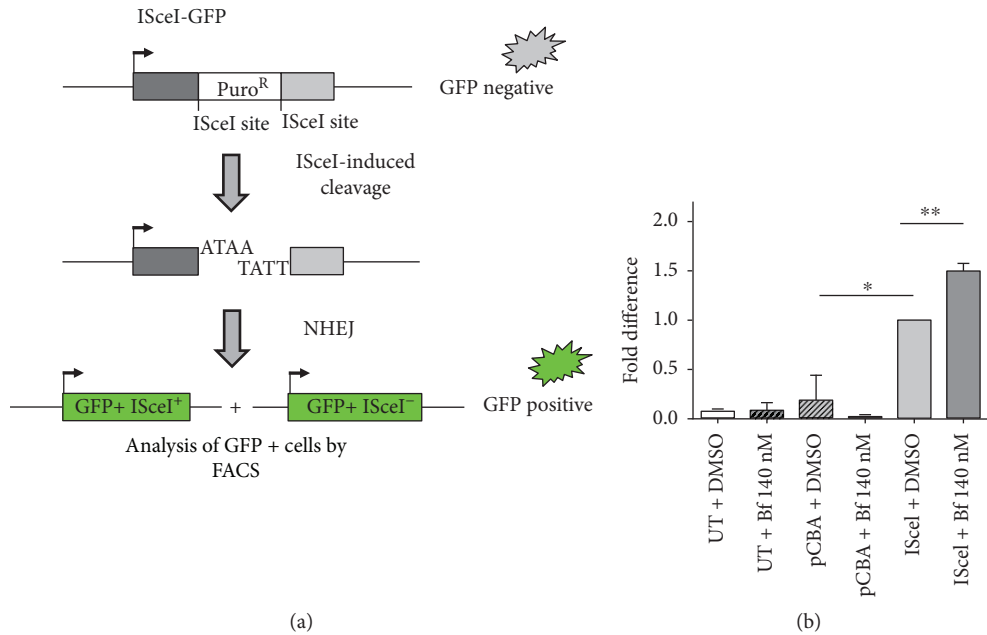 ISceI-GFP
Puro^R
GFP negative
ISceI site ISceI site
ISceI-induced
cleavage
ATAA
TATT
NHEJ
GFP+ ISceI⁺ + GFP+ ISceI⁻
GFP positive
Analysis of GFP + cells by
FACS
(a)
Fold difference
2.0
1.5
1.0
0.5
0.0
*
**
UT + DMSO
UT + Bf 140 nM
pCBA + DMSO
pCBA + Bf 140 nM
IScel + DMSO
IScel + Bf 140 nM
(b)